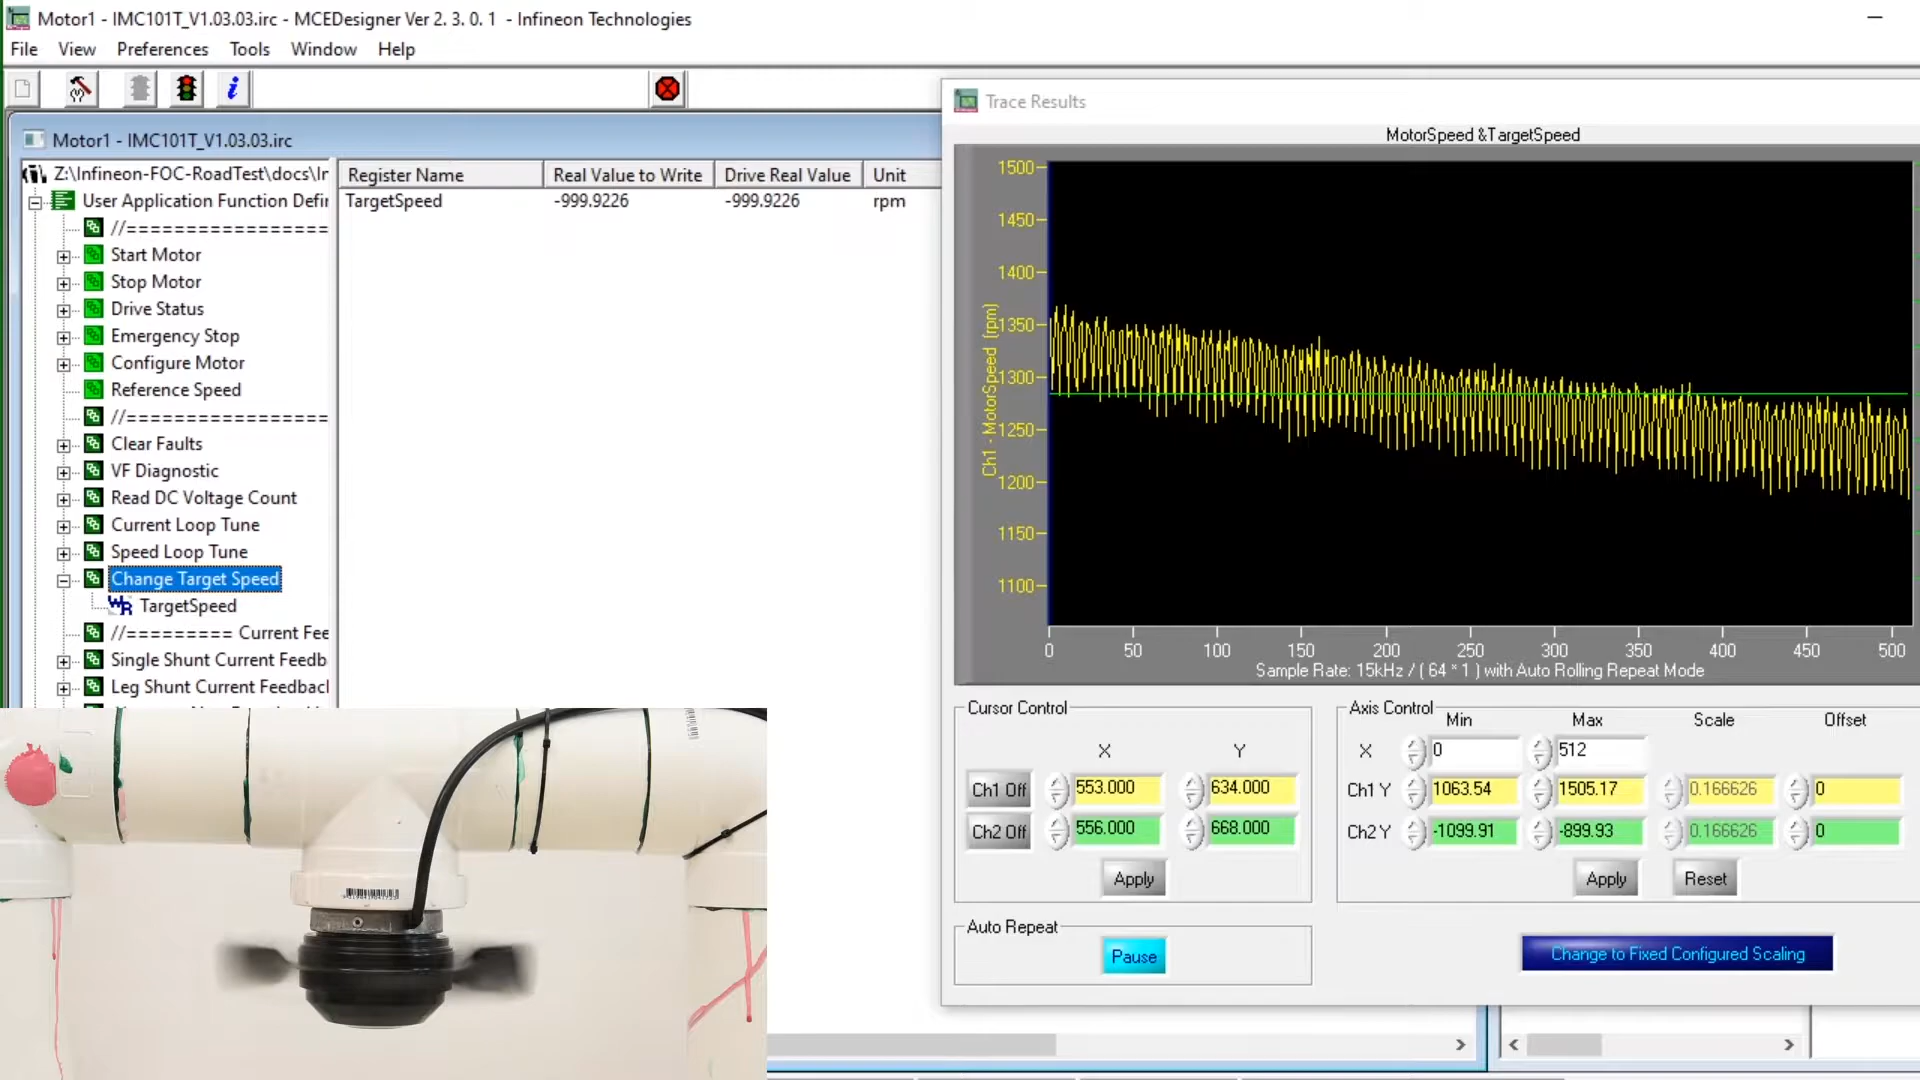 Motor1 - IMC101T_V1.03.03.irc - MCEDesigner Ver 2. 3. 0. 1 - Infineon Technologies
File View Preferences Tools Window Help
Motor1 - IMC101T_V1.03.03.irc
Z:\Infineon-FOC-RoadTest\docs\Ir
User Application Function Defir
//==================
Start Motor
Stop Motor
Drive Status
Emergency Stop
Configure Motor
Reference Speed
//==================
Clear Faults
VF Diagnostic
Read DC Voltage Count
Current Loop Tune
Speed Loop Tune
Change Target Speed
TargetSpeed
//========= Current Fee
Single Shunt Current Feedb
Leg Shunt Current Feedbacl
Register Name Real Value to Write Drive Real Value Unit
TargetSpeed -999.9226 -999.9226 rpm
Trace Results
MotorSpeed &TargetSpeed
Ch1 - MotorSpeed (rpm)
1500
1450
1400
1350
1300
1250
1200
1150
1100
0 50 100 150 200 250 300 350 400 450 500
Sample Rate: 15kHz / ( 64 * 1 ) with Auto Rolling Repeat Mode
Cursor Control
X Y
Ch1 Off 553.000 634.000
Ch2 Off 556.000 668.000
Apply
Axis Control
Min Max Scale Offset
X 0 512
Ch1 Y 1063.54 1505.17 0.166626 0
Ch2 Y -1099.91 -899.93 0.166626 0
Apply Reset
Auto Repeat
Pause
Change to Fixed Configured Scaling